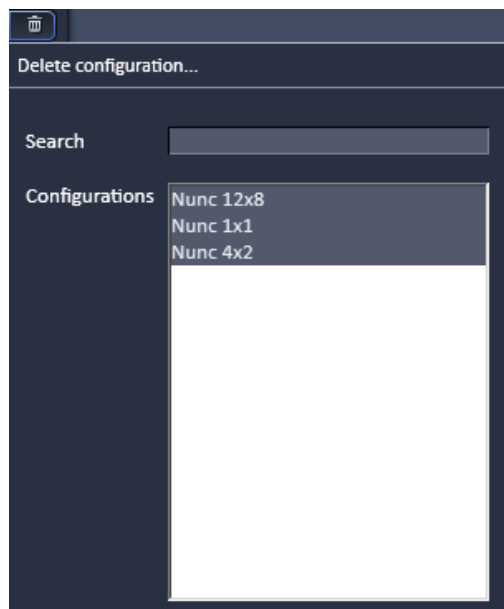 Delete configuration...
Search
Configurations
Nunc 12x8
Nunc 1x1
Nunc 4x2